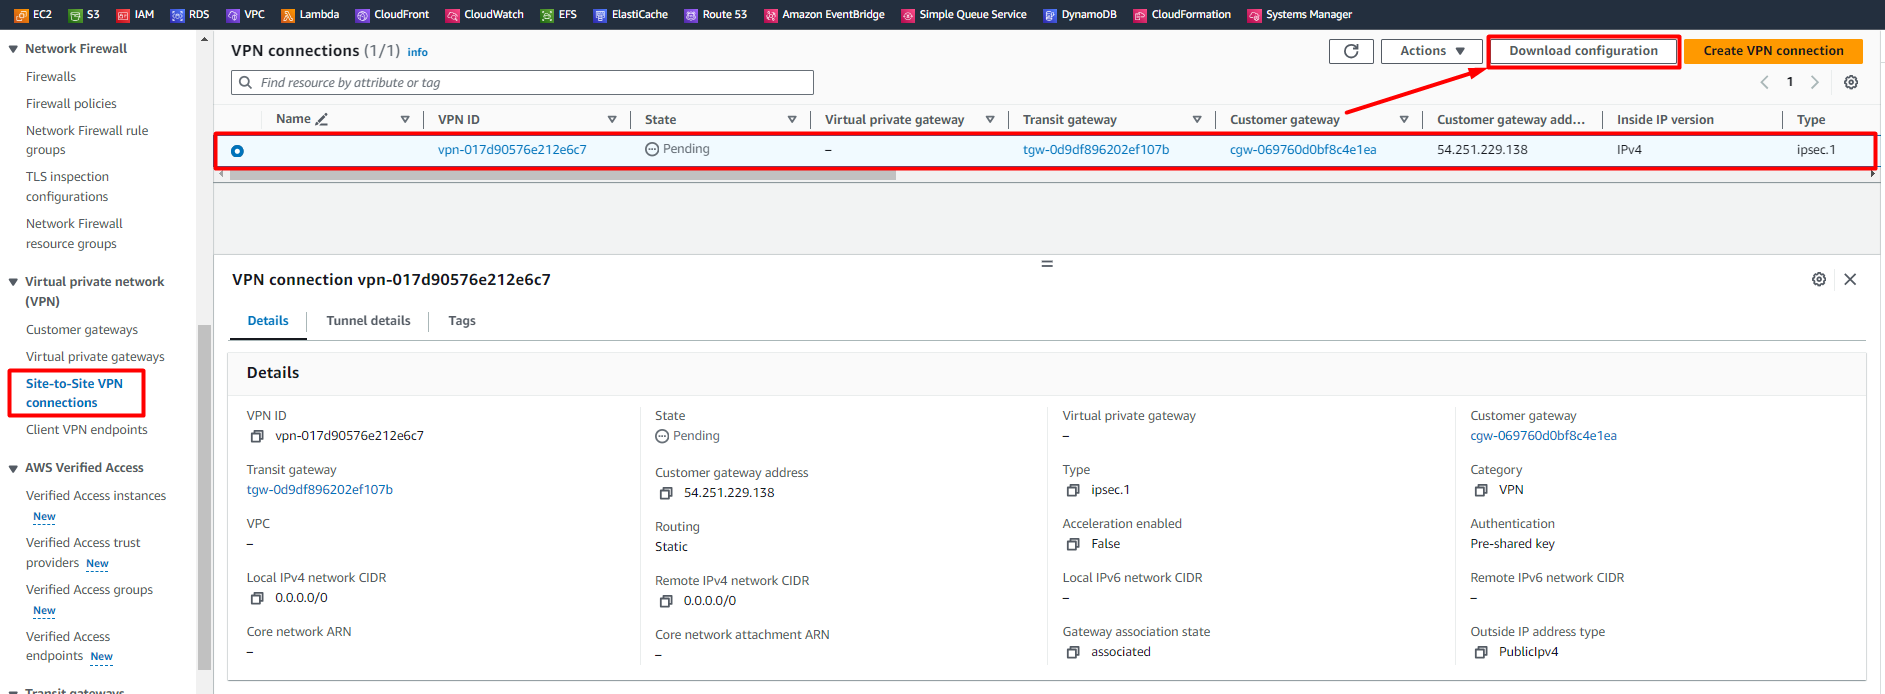 EC2 S3 IAM RDS VPC Lambda CloudFront CloudWatch EFS ElastiCache Route 53 Amazon EventBridge Simple Queue Service DynamoDB CloudFormation Systems Manager
Network Firewall
Firewalls
Firewall policies
Network Firewall rule
groups
TLS inspection
configurations
Network Firewall
resource groups
Virtual private network
(VPN)
Customer gateways
Virtual private gateways
Site-to-Site VPN
connections
Client VPN endpoints
AWS Verified Access
Verified Access instances
New
Verified Access trust
providers New
Verified Access groups
New
Verified Access
endpoints New
Transit gateways
VPN connections (1/1) info
Actions
Download configuration
Create VPN connection
Find resource by attribute or tag
1
Name VPN ID State Virtual private gateway Transit gateway Customer gateway Customer gateway add... Inside IP version Type
vpn-017d90576e212e6c7 Pending – tgw-0d9df896202ef107b cgw-069760d0bf8c4e1ea 54.251.229.138 IPv4 ipsec.1
VPN connection vpn-017d90576e212e6c7
Details Tunnel details Tags
Details
VPN ID
vpn-017d90576e212e6c7
State
Pending
Virtual private gateway
–
Customer gateway
cgw-069760d0bf8c4e1ea
Transit gateway
tgw-0d9df896202ef107b
Customer gateway address
54.251.229.138
Type
ipsec.1
Category
VPN
VPC
–
Routing
Static
Acceleration enabled
False
Authentication
Pre-shared key
Local IPv4 network CIDR
0.0.0.0/0
Remote IPv4 network CIDR
0.0.0.0/0
Local IPv6 network CIDR
–
Remote IPv6 network CIDR
–
Core network ARN
–
Core network attachment ARN
–
Gateway association state
associated
Outside IP address type
PublicIpv4